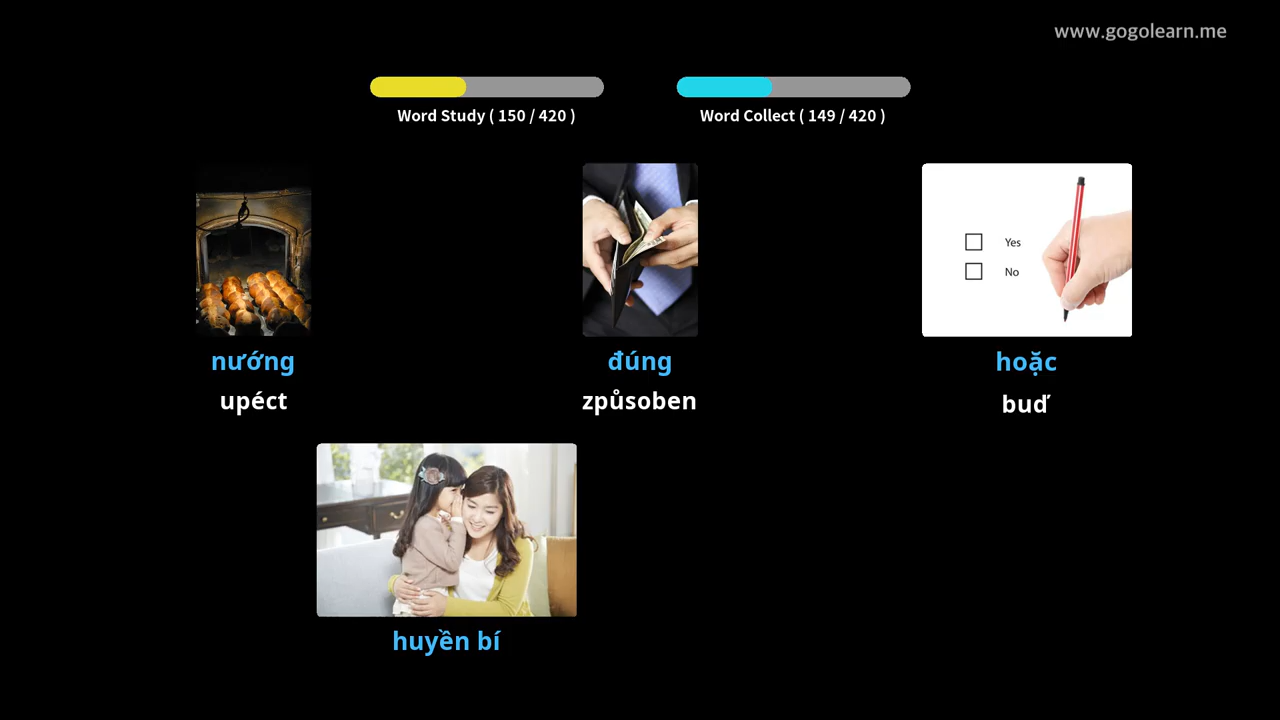 www.gogolearn.me
Word Study ( 150 / 420 )
Word Collect ( 149 / 420 )
Yes
No
nướng
đúng
hoặc
upéct
způsoben
buď
huyền bí